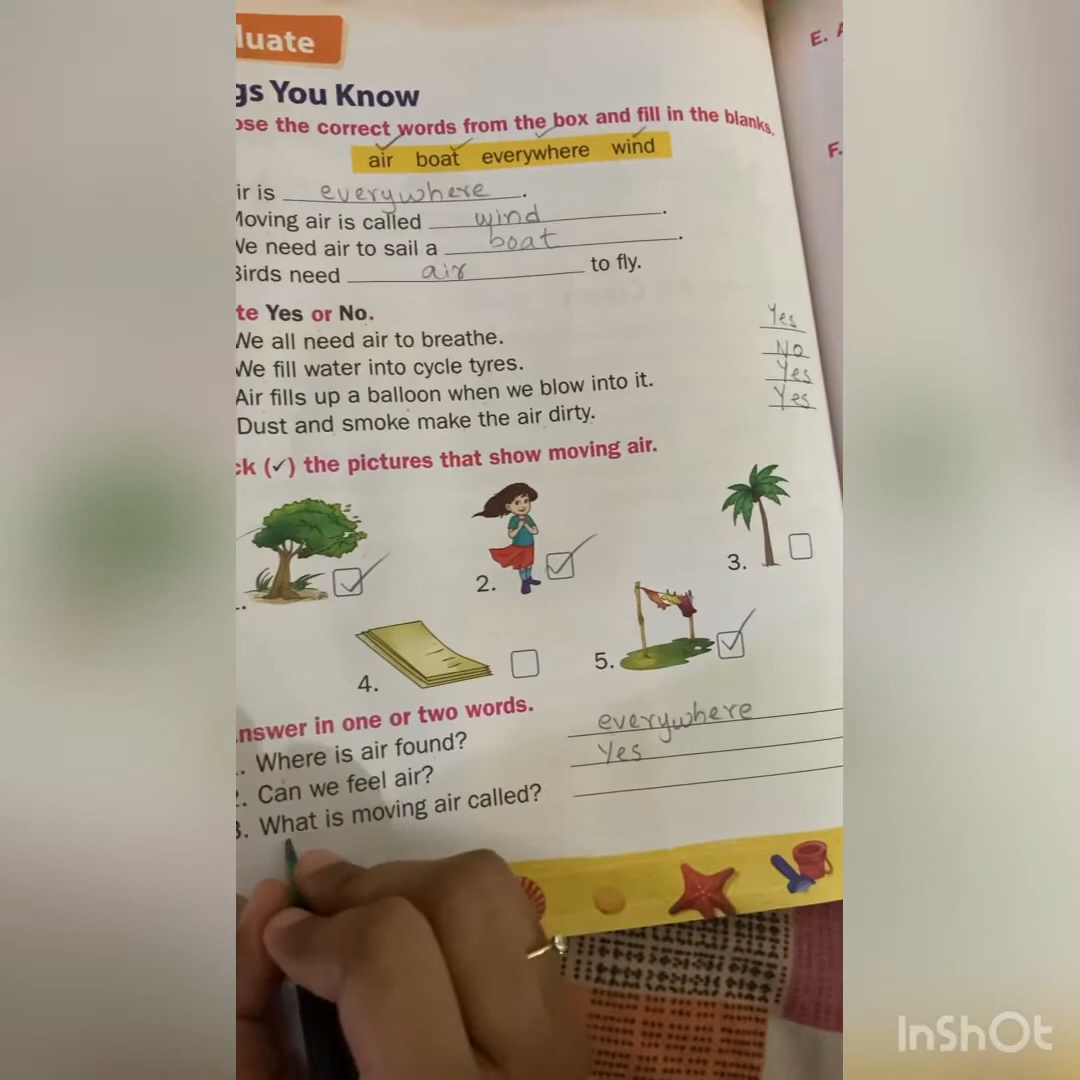 luate
gs You Know
ose the correct words from the box and fill in the blanks.
air boat everywhere wind
ir is everywhere.
Moving air is called wind.
We need air to sail a boat.
Birds need air to fly.
te Yes or No.
We all need air to breathe. Yes
We fill water into cycle tyres. No
Air fills up a balloon when we blow into it. Yes
Dust and smoke make the air dirty. Yes
ck (✓) the pictures that show moving air.
2.
3.
4.
5.
nswer in one or two words.
. Where is air found? everywhere
. Can we feel air? Yes
3. What is moving air called?
E. A
F.
InShOt